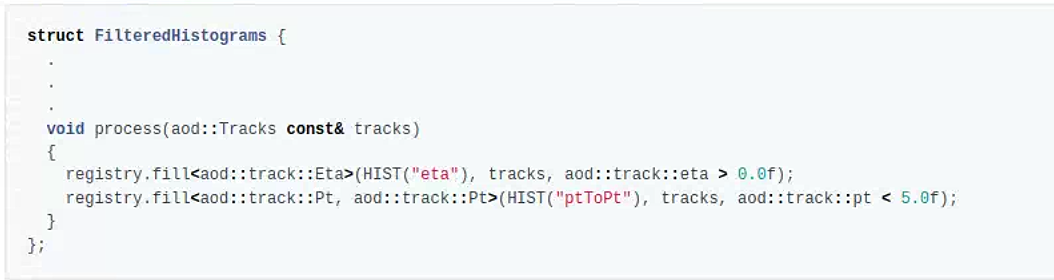 struct FilteredHistograms {
.
.
.
void process(aod::Tracks const& tracks)
{
registry.fill<aod::track::Eta>(HIST("eta"), tracks, aod::track::eta > 0.0f);
registry.fill<aod::track::Pt, aod::track::Pt>(HIST("ptToPt"), tracks, aod::track::pt < 5.0f);
}
};